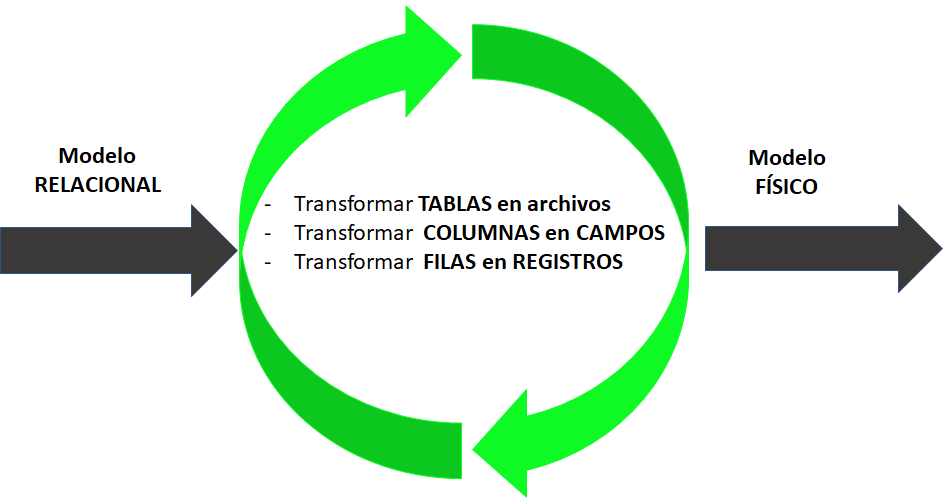 Modelo
RELACIONAL
- Transformar TABLAS en archivos
- Transformar COLUMNAS en CAMPOS
- Transformar FILAS en REGISTROS
Modelo
FÍSICO